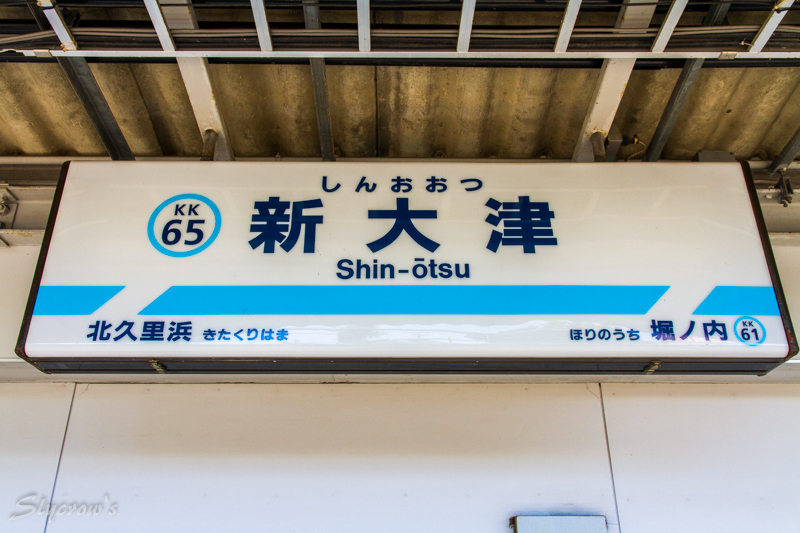 しんおおつ
KK
65
新大津
Shin-ōtsu
北久里浜 きたくりはま
ほりのうち 堀ノ内
KK
61
Slycrow's